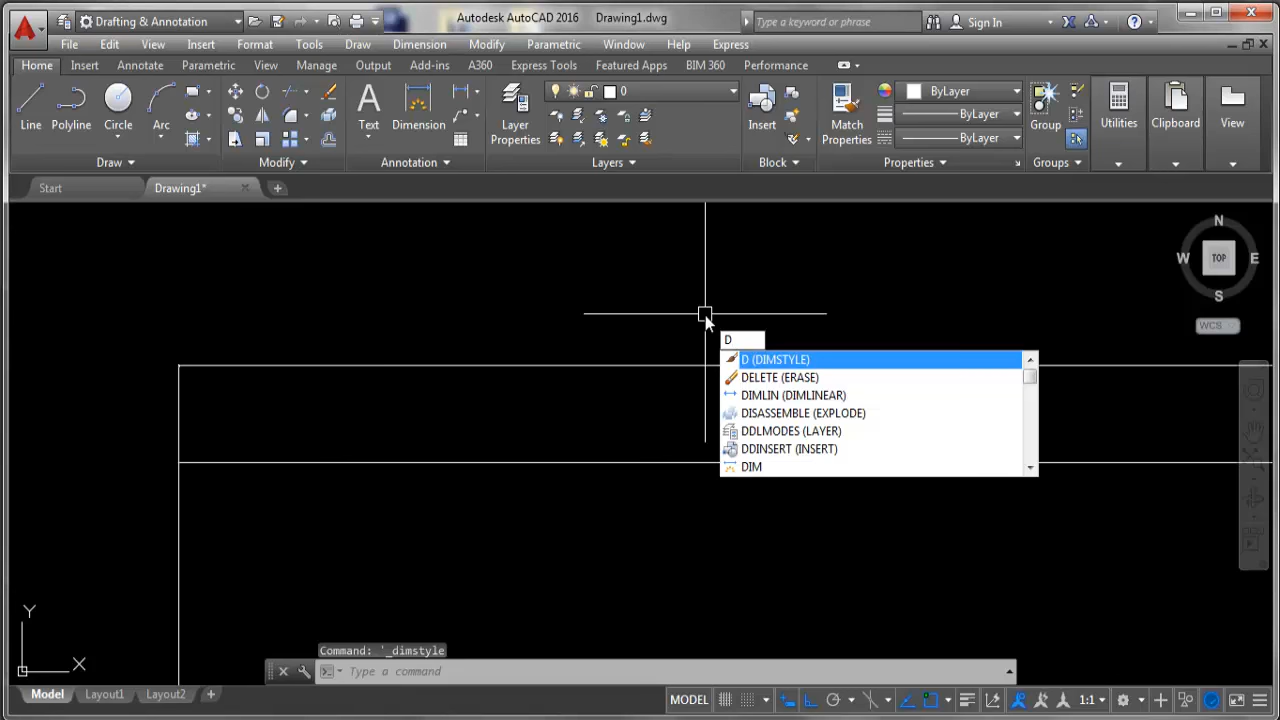 Drafting & Annotation
Autodesk AutoCAD 2016 Drawing1.dwg
Type a keyword or phrase
Sign In
File Edit View Insert Format Tools Draw Dimension Modify Parametric Window Help Express
Home Insert Annotate Parametric View Manage Output Add-ins A360 Express Tools Featured Apps BIM 360 Performance
0
ByLayer
ByLayer
ByLayer
Line Polyline Circle Arc Text Dimension Layer Properties Insert Match Properties Group Utilities Clipboard View
Draw Modify Annotation Layers Block Properties Groups
Start Drawing1*
N
W TOP E
S
WCS
D
D (DIMSTYLE)
DELETE (ERASE)
DIMLIN (DIMLINEAR)
DISASSEMBLE (EXPLODE)
DDLMODES (LAYER)
DDINSERT (INSERT)
DIM
Y
X
Command: '_dimstyle
Type a command
Model Layout1 Layout2
MODEL 1:1